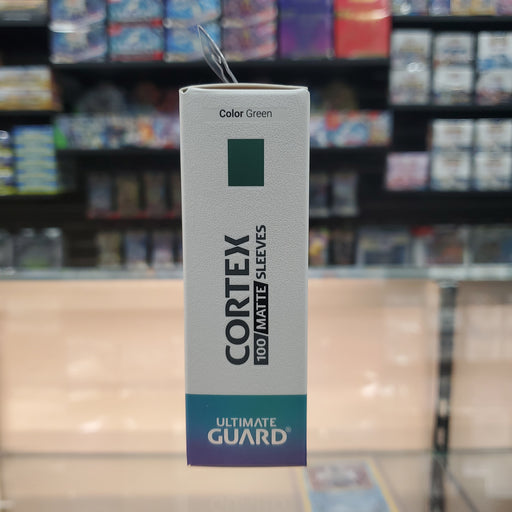 Color Green
CORTEX
100/MATTE/SLEEVES
ULTIMATE
GUARD®